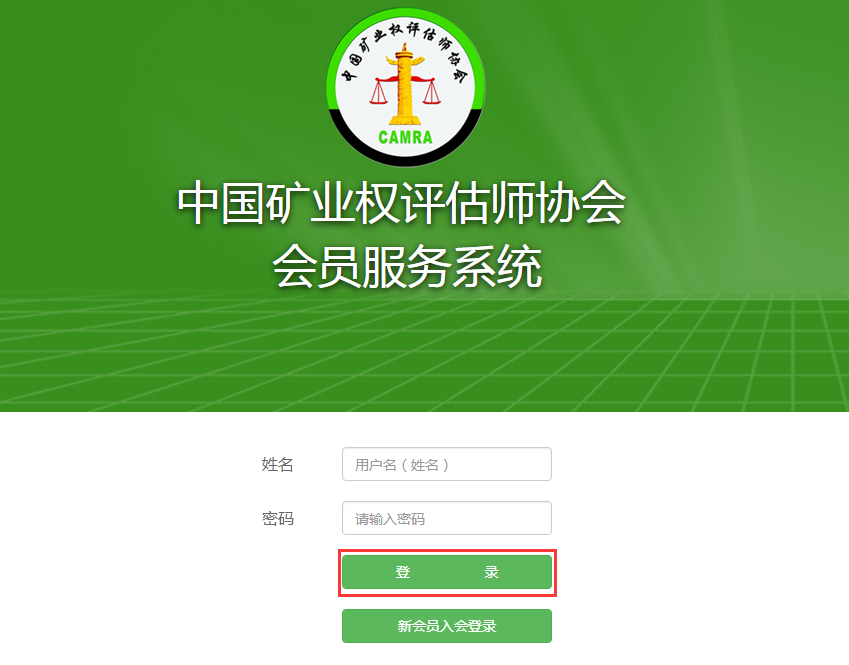 中国矿业权评估师协会
CAMRA
中国矿业权评估师协会
会员服务系统
姓名
用户名（姓名）
密码
请输入密码
登 录
新会员入会登录